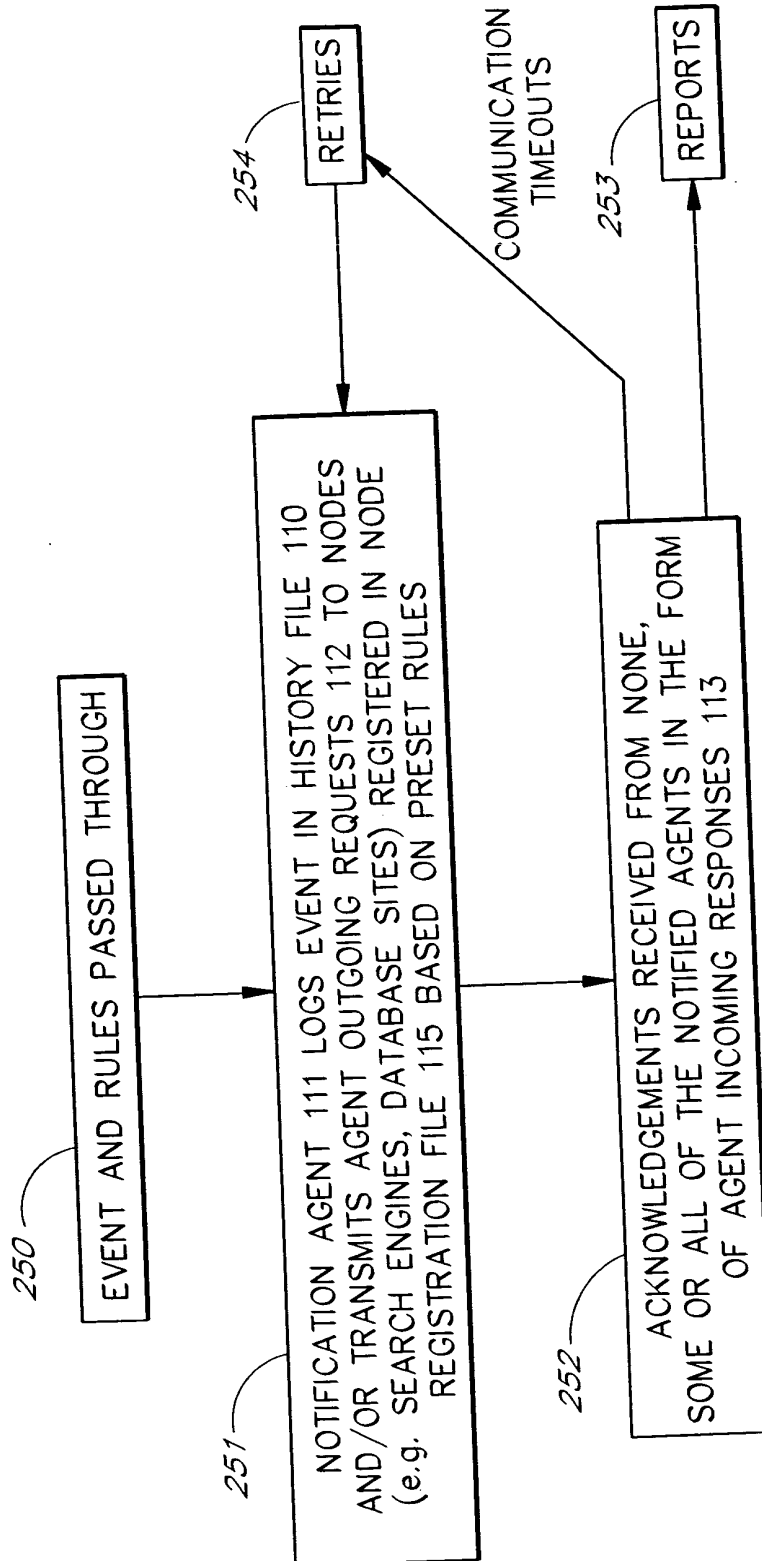 250
EVENT AND RULES PASSED THROUGH
251
NOTIFICATION AGENT 111 LOGS EVENT IN HISTORY FILE 110
AND/OR TRANSMITS AGENT OUTGOING REQUESTS 112 TO NODES
(e.g. SEARCH ENGINES, DATABASE SITES) REGISTERED IN NODE
REGISTRATION FILE 115 BASED ON PRESET RULES
254
RETRIES
252
ACKNOWLEDGEMENTS RECEIVED FROM NONE,
SOME OR ALL OF THE NOTIFIED AGENTS IN THE FORM
OF AGENT INCOMING RESPONSES 113
COMMUNICATION
TIMEOUTS
253
REPORTS